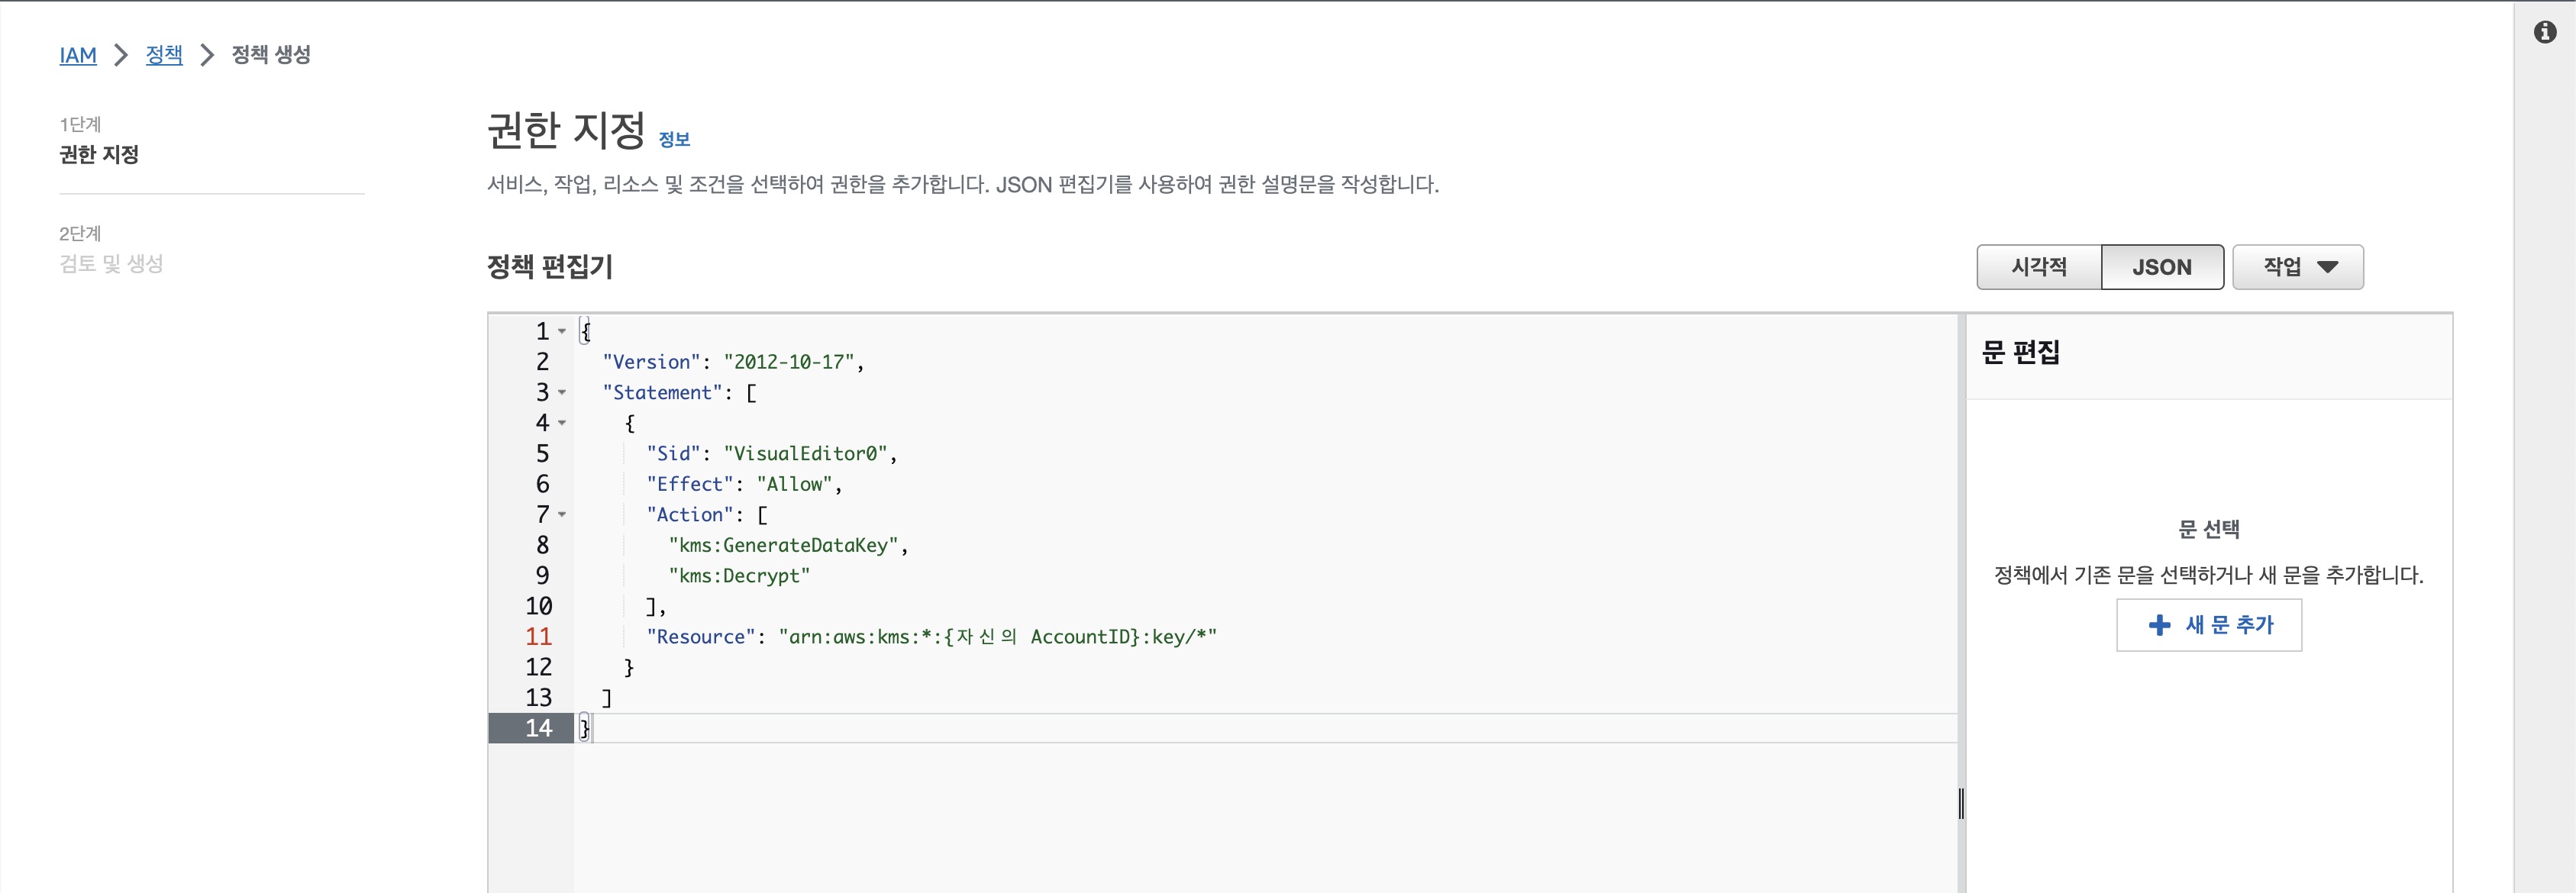 IAM > 정책 > 정책 생성
1단계
권한 지정
2단계
검토 및 생성
권한 지정 정보
서비스, 작업, 리소스 및 조건을 선택하여 권한을 추가합니다. JSON 편집기를 사용하여 권한 설명문을 작성합니다.
정책 편집기
시각적 JSON 작업
1 {
2 "Version": "2012-10-17",
3 "Statement": [
4 {
5 "Sid": "VisualEditor0",
6 "Effect": "Allow",
7 "Action": [
8 "kms:GenerateDataKey",
9 "kms:Decrypt"
10 ],
11 "Resource": "arn:aws:kms:*:{자신의 AccountID}:key/*"
12 }
13 ]
14 }
문 편집
문 선택
정책에서 기존 문을 선택하거나 새 문을 추가합니다.
+ 새 문 추가